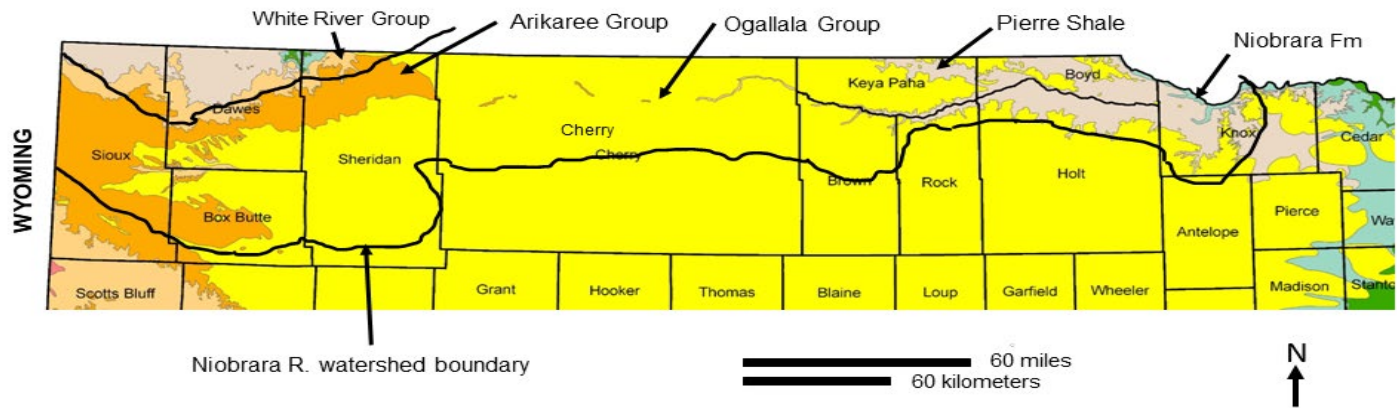 White River Group
Arikaree Group
Ogallala Group
Pierre Shale
Niobrara Fm
WYOMING
Sioux
Dawes
Box Butte
Sheridan
Cherry
Cherry
Keya Paha
Brown
Rock
Boyd
Holt
Knox
Cedar
Antelope
Pierce
Wa
Scotts Bluff
Grant
Hooker
Thomas
Blaine
Loup
Garfield
Wheeler
Madison
Stanto
Niobrara R. watershed boundary
60 miles
60 kilometers
N